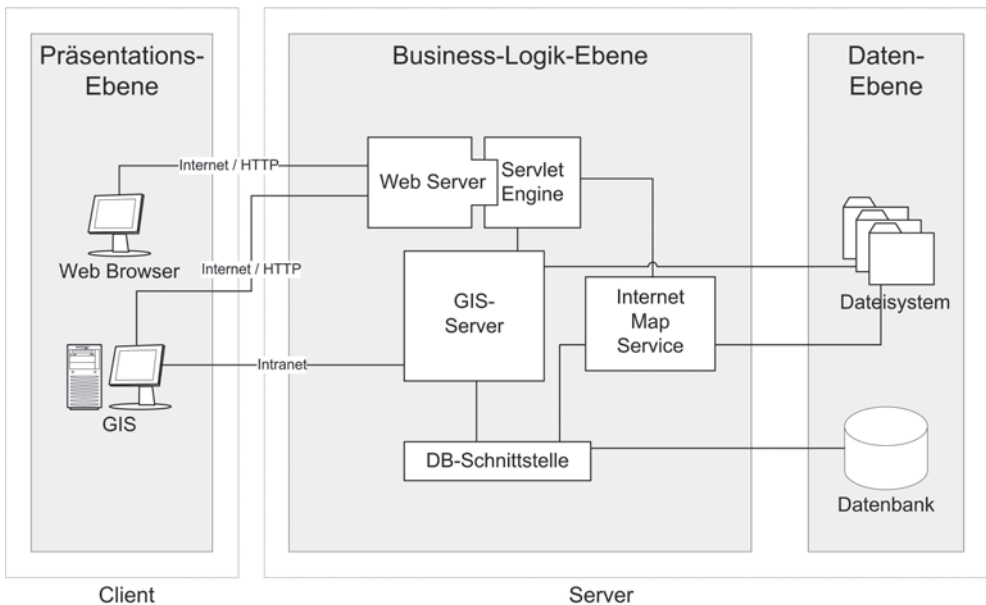 Präsentations-
Ebene
Business-Logik-Ebene
Daten-
Ebene
Internet / HTTP
Web Server
Servlet
Engine
Web Browser
Internet / HTTP
GIS-
Server
Internet
Map
Service
Dateisystem
Intranet
GIS
DB-Schnittstelle
Datenbank
Client
Server